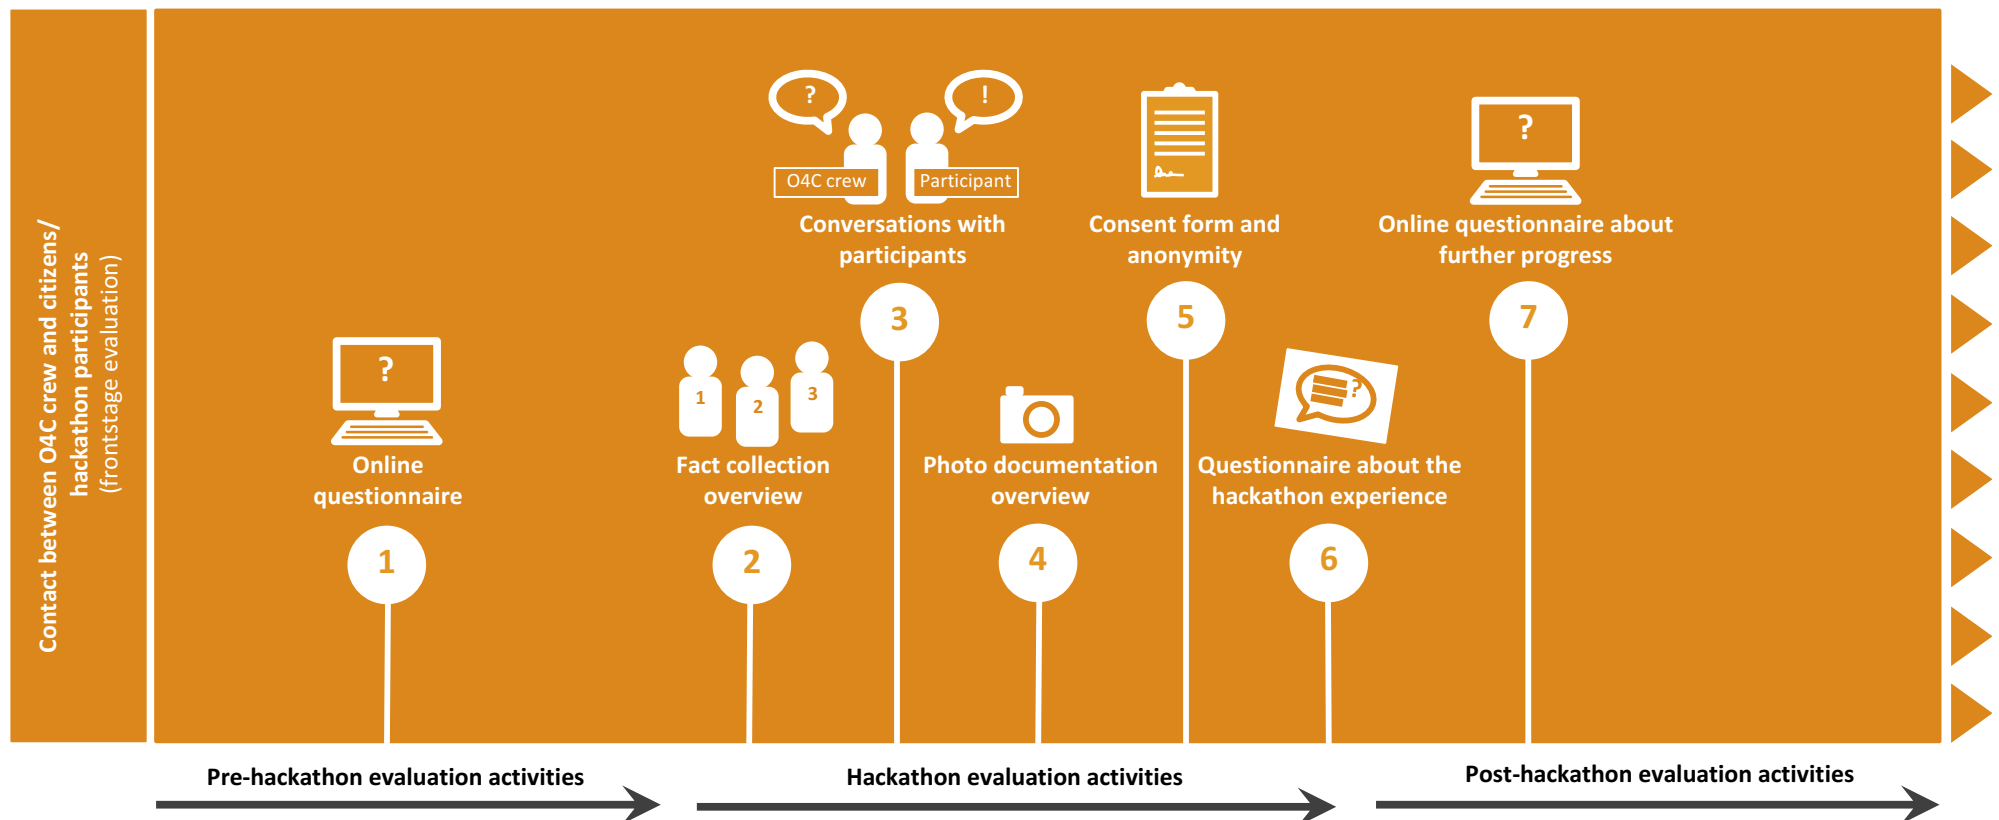 Contact between O4C crew and citizens/
hackathon participants
(frontstage evaluation)
?
Online
questionnaire
1
1
2
3
Fact collection
overview
2
?
!
O4C crew
Participant
Conversations with
participants
3
Photo documentation
overview
4
Consent form and
anonymity
5
?
Questionnaire about the
hackathon experience
6
?
Online questionnaire about
further progress
7
Pre-hackathon evaluation activities
Hackathon evaluation activities
Post-hackathon evaluation activities